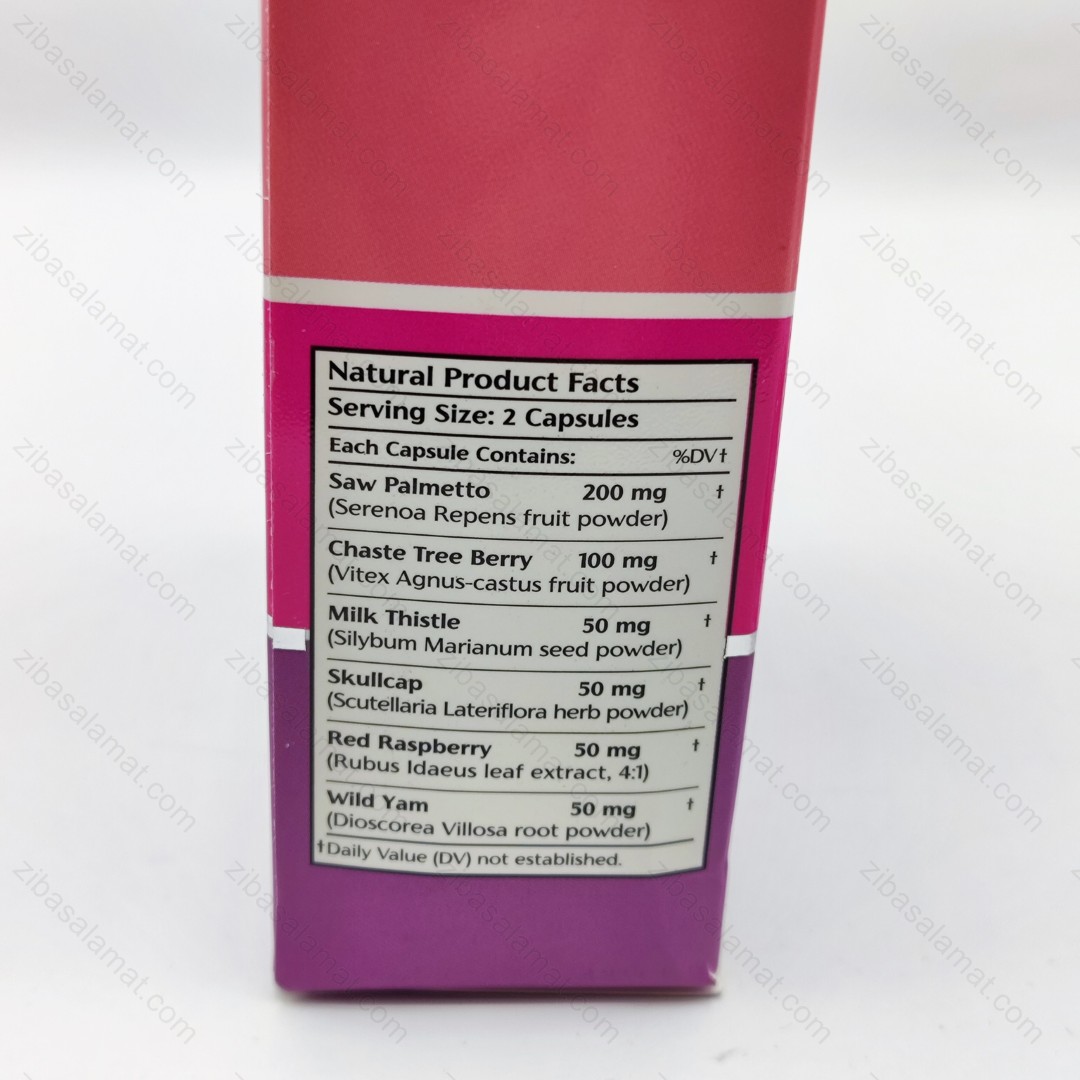 Natural Product Facts
Serving Size: 2 Capsules
Each Capsule Contains: %DV†
Saw Palmetto 200 mg †
(Serenoa Repens fruit powder)
Chaste Tree Berry 100 mg †
(Vitex Agnus-castus fruit powder)
Milk Thistle 50 mg †
(Silybum Marianum seed powder)
Skullcap 50 mg †
(Scutellaria Lateriflora herb powder)
Red Raspberry 50 mg †
(Rubus Idaeus leaf extract, 4:1)
Wild Yam 50 mg †
(Dioscorea Villosa root powder)
†Daily Value (DV) not established.
zibasalamat.com